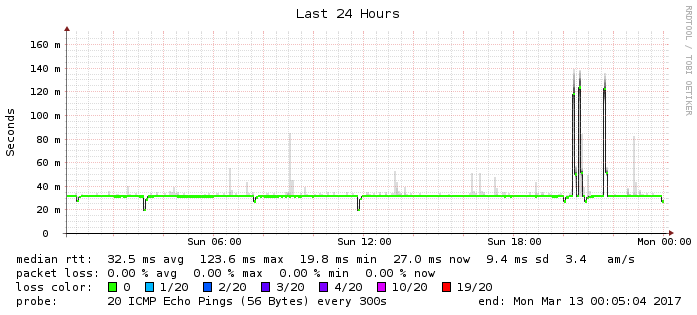 Last 24 Hours
RRDTOOL / TOBI OETIKER
160 m
140 m
120 m
100 m
80 m
60 m
40 m
20 m
0
Seconds
Sun 06:00 Sun 12:00 Sun 18:00 Mon 00:00
median rtt: 32.5 ms avg 123.6 ms max 19.8 ms min 27.0 ms now 9.4 ms sd 3.4 am/s
packet loss: 0.00 % avg 0.00 % max 0.00 % min 0.00 % now
loss color: 0 1/20 2/20 3/20 4/20 10/20 19/20
probe: 20 ICMP Echo Pings (56 Bytes) every 300s end: Mon Mar 13 00:05:04 2017